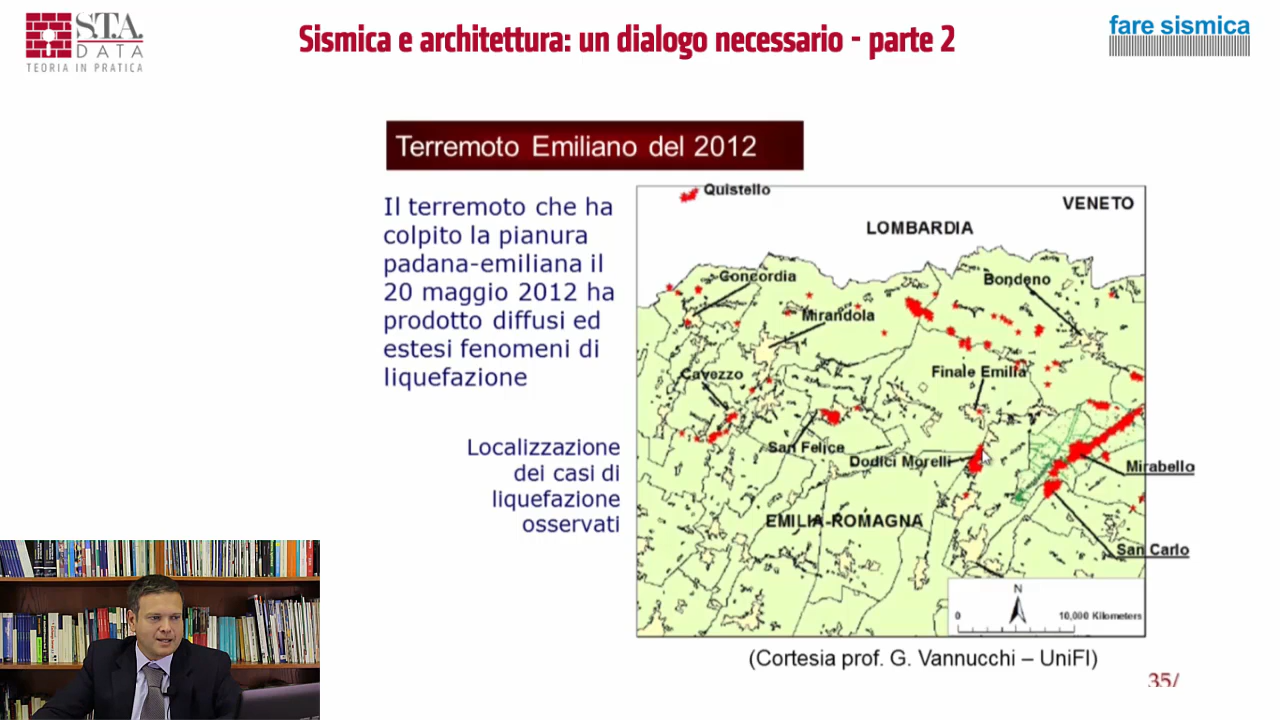 S.T.A.
DATA
TEORIA IN PRATICA
Sismica e architettura: un dialogo necessario - parte 2
fare sismica
Terremoto Emiliano del 2012
Il terremoto che ha
colpito la pianura
padana-emiliana il
20 maggio 2012 ha
prodotto diffusi ed
estesi fenomeni di
liquefazione
Localizzazione
dei casi di
liquefazione
osservati
Quistello
VENETO
LOMBARDIA
Concordia
Bondeno
Mirandola
Cavezzo
Finale Emilia
San Felice
Dodici Morelli
Mirabello
EMILIA-ROMAGNA
San Carlo
N
0
10,000 Kilometers
(Cortesia prof. G. Vannucchi – UniFI)
35/